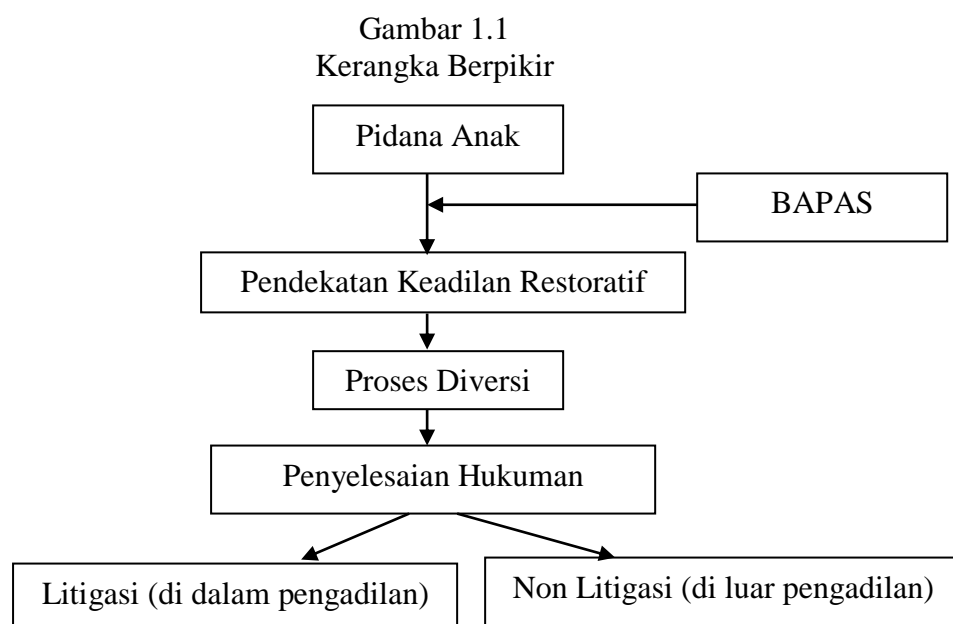 Gambar 1.1
Kerangka Berpikir
Pidana Anak
BAPAS
Pendekatan Keadilan Restoratif
Proses Diversi
Penyelesaian Hukuman
Litigasi (di dalam pengadilan)
Non Litigasi (di luar pengadilan)